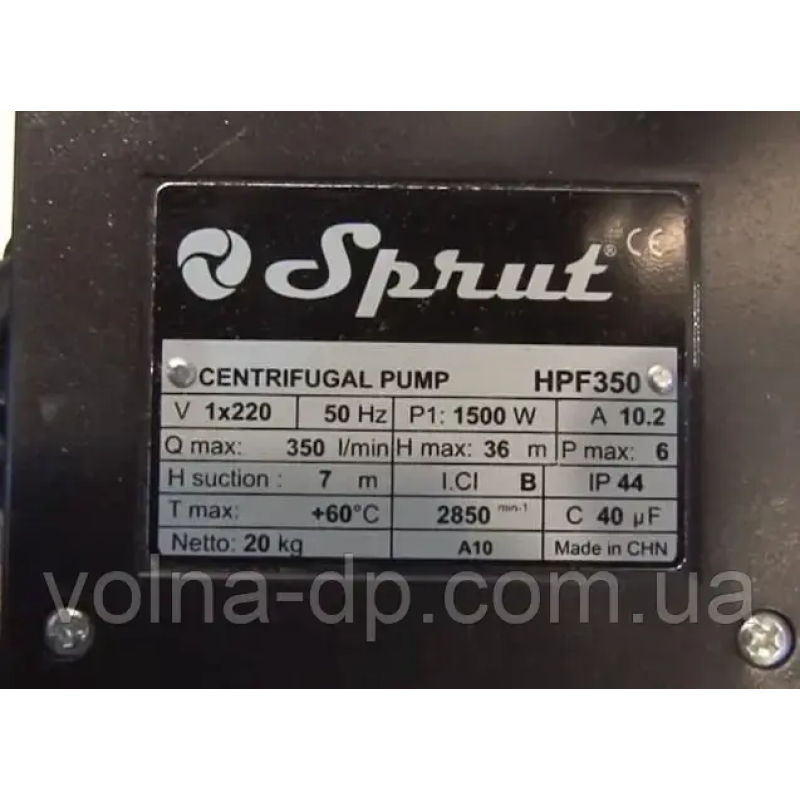 Sprut® CE
CENTRIFUGAL PUMP HPF350
V 1x220 50 Hz P1: 1500 W A 10.2
Q max: 350 l/min H max: 36 m P max: 6
H suction : 7 m I.Cl B IP 44
T max: +60°C 2850 min-1 C 40 µF
Netto: 20 kg A10 Made in CHN
volna-dp.com.ua